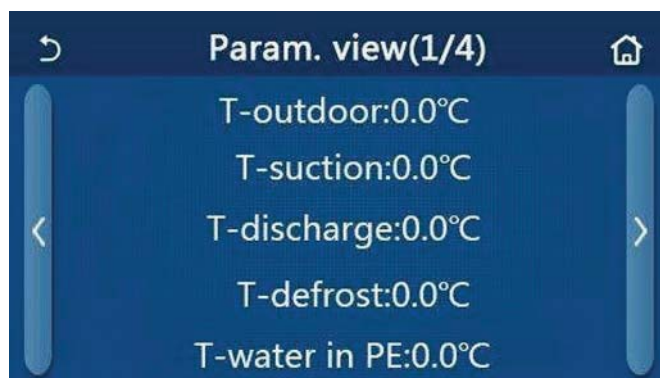 Param. view(1/4)
T-outdoor:0.0℃
T-suction:0.0℃
T-discharge:0.0℃
T-defrost:0.0℃
T-water in PE:0.0℃